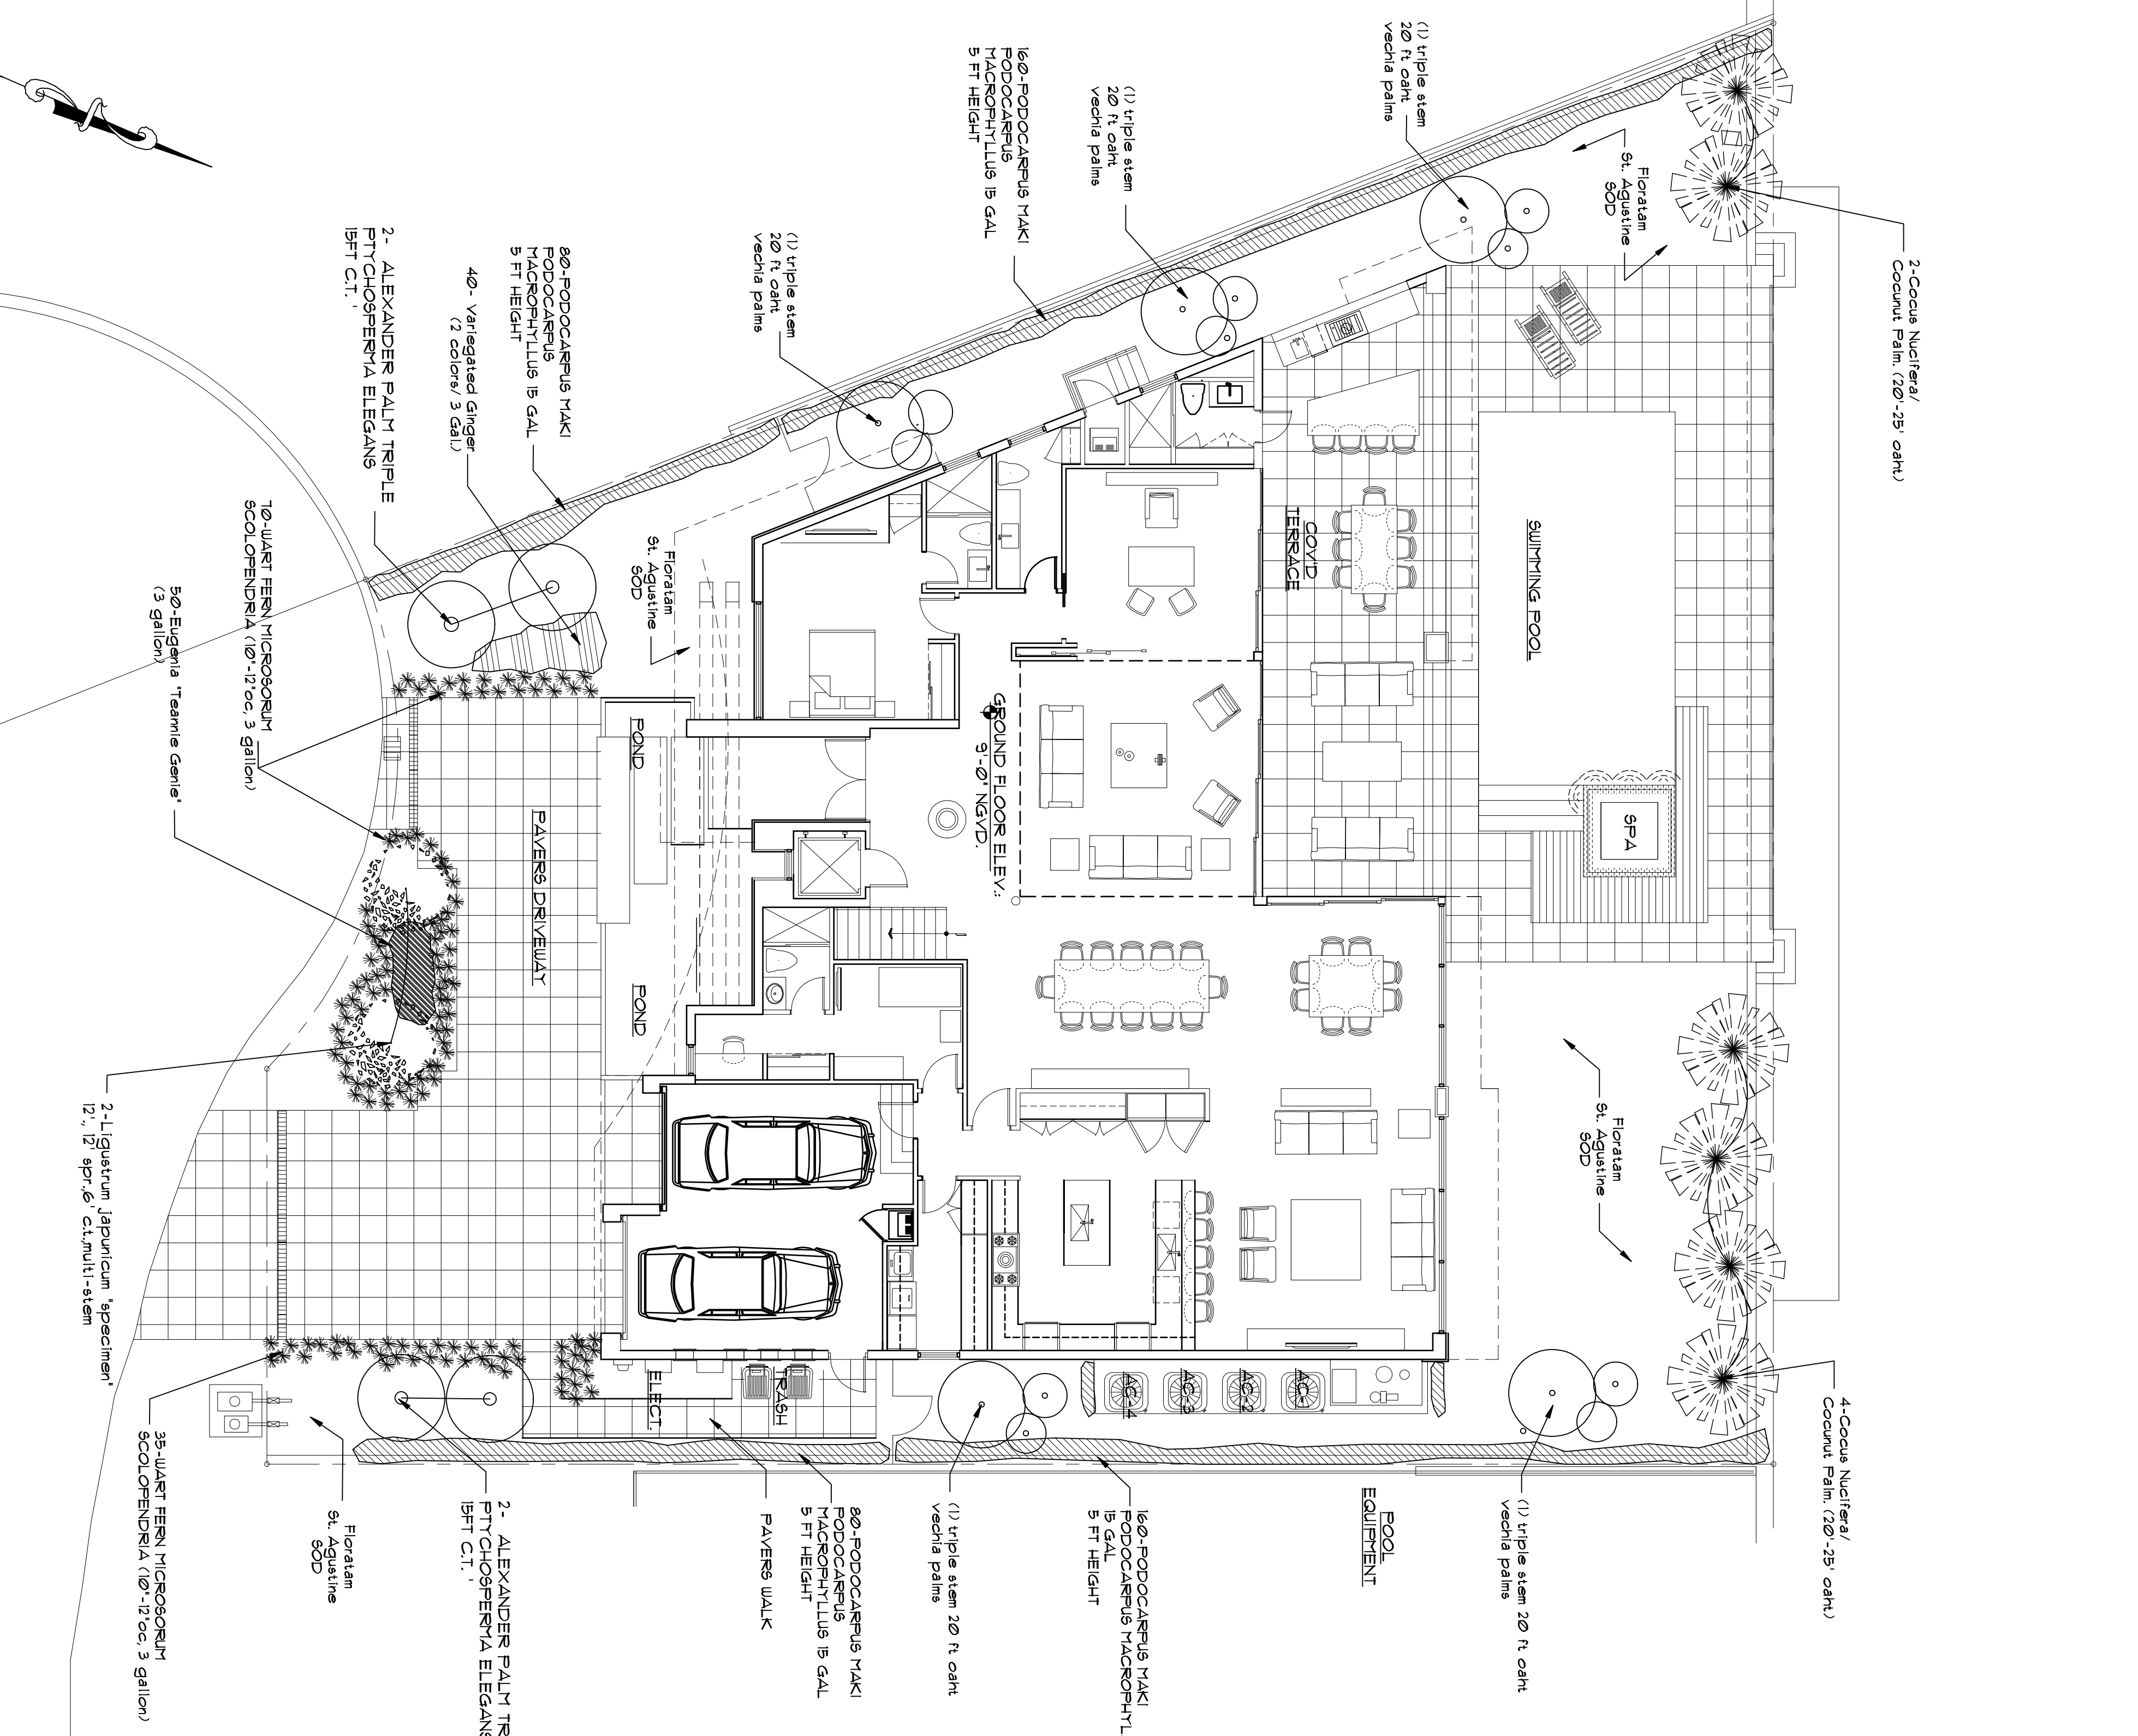 2-Cocus Nucifera/
Cocunut Palm. (20'-25' oaht)
(1) triple stem
20 ft oaht
vechia palms
Floratam
St. Agustine
SOD
(1) triple stem
20 ft oaht
vechia palms
160-PODOCARPUS MAKI
PODOCARPUS
MACROPHYLLUS 15 GAL
5 FT HEIGHT
(1) triple stem
20 ft oaht
vechia palms
80-PODOCARPUS MAKI
PODOCARPUS
MACROPHYLLUS 15 GAL
5 FT HEIGHT
40- Variegated Ginger
(2 colors/ 3 Gal.)
2- ALEXANDER PALM TRIPLE
PTYCHOSPERMA ELEGANS
15FT C.T. '
70-WART FERN MICROSORUM
SCOLOPENDRIA (10"-12"oc, 3 gallon)
50-Eugenia "Teannie Genie"
(3 gallon)
Floratam
St. Agustine
SOD
SWIMMING POOL
SPA
COV'D
TERRACE
GROUND FLOOR ELEV.:
9'-0" NGVD.
POND
POND
PAVERS DRIVEWAY
Floratam
St. Agustine
SOD
2-Ligustrum japunicum "specimen"
12', 12' spr.,6' c.t.,multi-stem
AC-1
AC-2
AC-3
AC-4
TRASH
ELECT.
4-Cocus Nucifera/
Cocunut Palm. (20'-25' oaht)
(1) triple stem 20 ft oaht
vechia palms
POOL
EQUIPMENT
160-PODOCARPUS MAKI
PODOCARPUS MACROPHYL
15 GAL
5 FT HEIGHT
(1) triple stem 20 ft oaht
vechia palms
80-PODOCARPUS MAKI
PODOCARPUS
MACROPHYLLUS 15 GAL
5 FT HEIGHT
PAVERS WALK
2- ALEXANDER PALM TR
PTYCHOSPERMA ELEGANS
15FT C.T. '
Floratam
St. Agustine
SOD
35-WART FERN MICROSORUM
SCOLOPENDRIA (10"-12"oc, 3 gallon)